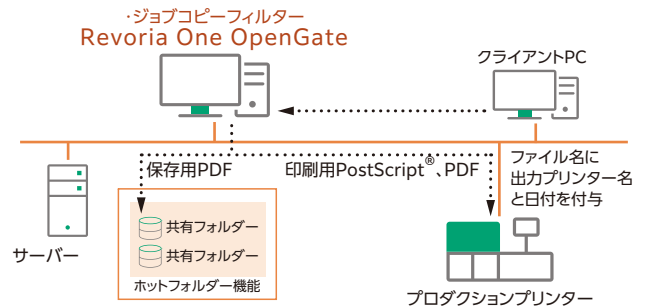 ・ジョブコピーフィルター
Revoria One OpenGate
クライアントPC
保存用PDF
印刷用PostScript®、PDF
ファイル名に
出力プリンター名
と日付を付与
共有フォルダー
共有フォルダー
ホットフォルダー機能
サーバー
プロダクションプリンター